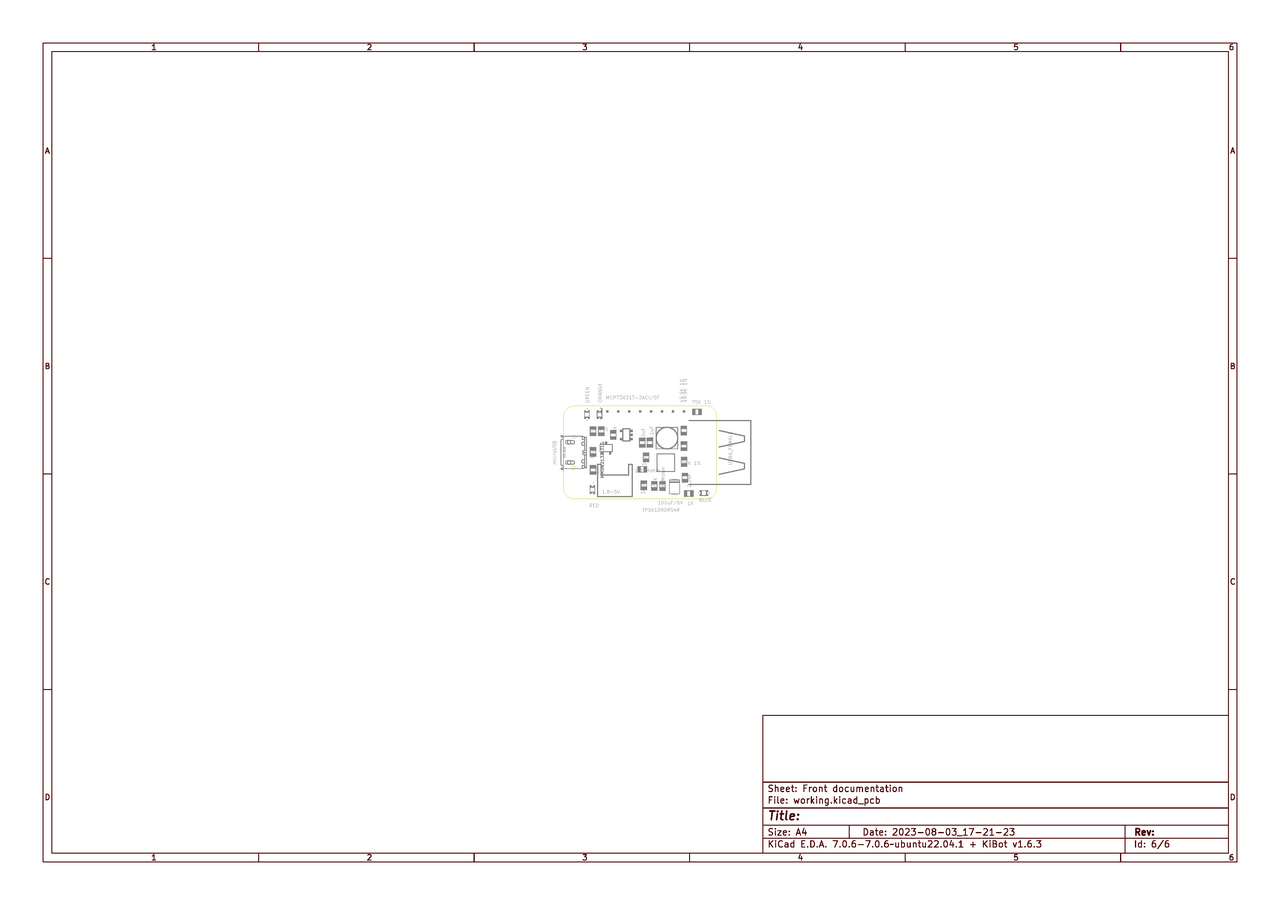 1 2 3 4 5 6
A A
B B
C C
D D
GREEN
ORANGE
MCP73831T-2ACI/OT
75K 1%
microUSB
1.8-5V
RED
100uF/6V
1K
BLUE
TPS61090RSAR
Sheet: Front documentation
File: working.kicad_pcb
Title:
Size: A4 Date: 2023-08-03_17-21-23 Rev:
KiCad E.D.A. 7.0.6-7.0.6~ubuntu22.04.1 + KiBot v1.6.3 Id: 6/6
1 2 3 4 5 6